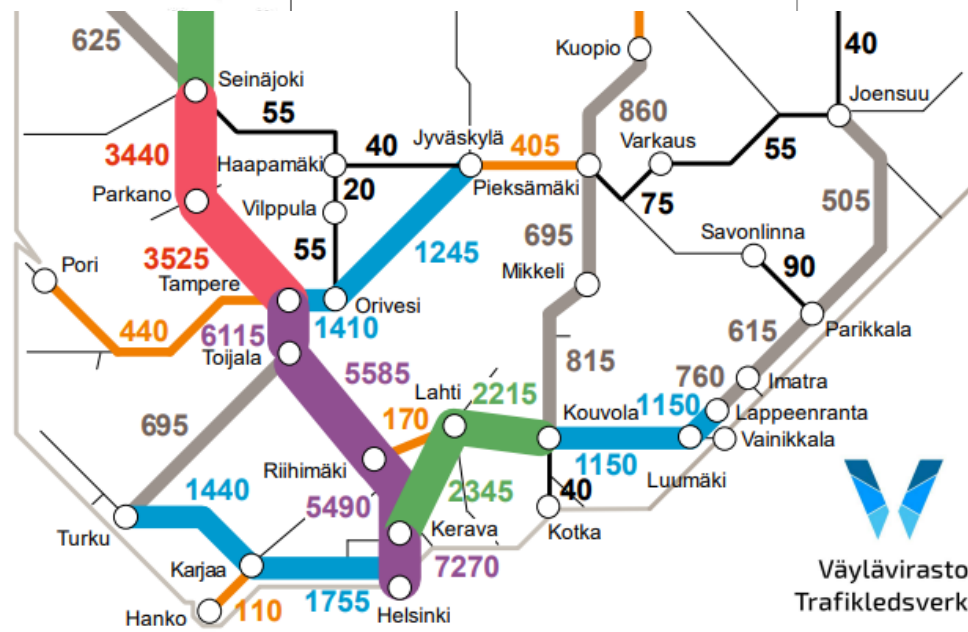 625
Kuopio
40
Seinäjoki
Joensuu
55
860
Jyväskylä
Varkaus
3440
Haapamäki
40
405
55
Parkano
20
Pieksämäki
75
505
Vilppula
Savonlinna
3525
55
1245
695
90
Pori
Mikkeli
Tampere
Orivesi
440
6115
1410
Parikkala
Toijala
615
5585
815
Lahti
2215
760
Imatra
695
170
Kouvola
1150
Lappeenranta
Vainikkala
Riihimäki
1150
Luumäki
1440
2345
40
5490
Turku
Kerava
Kotka
Karjaa
7270
Väylävirasto
1755
Trafikledsverk
Hanko
110
Helsinki